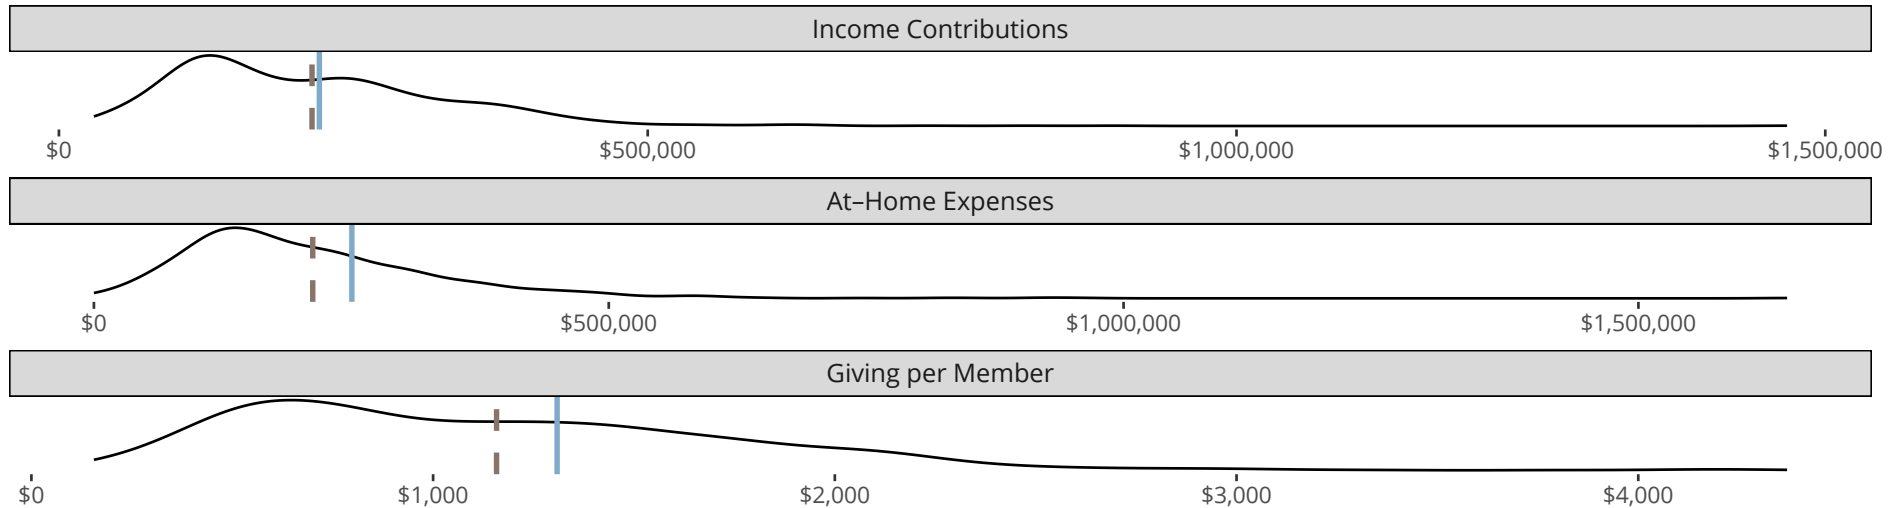 Income Contributions
$0 $500,000 $1,000,000 $1,500,000
At–Home Expenses
$0 $500,000 $1,000,000 $1,500,000
Giving per Member
$0 $1,000 $2,000 $3,000 $4,000